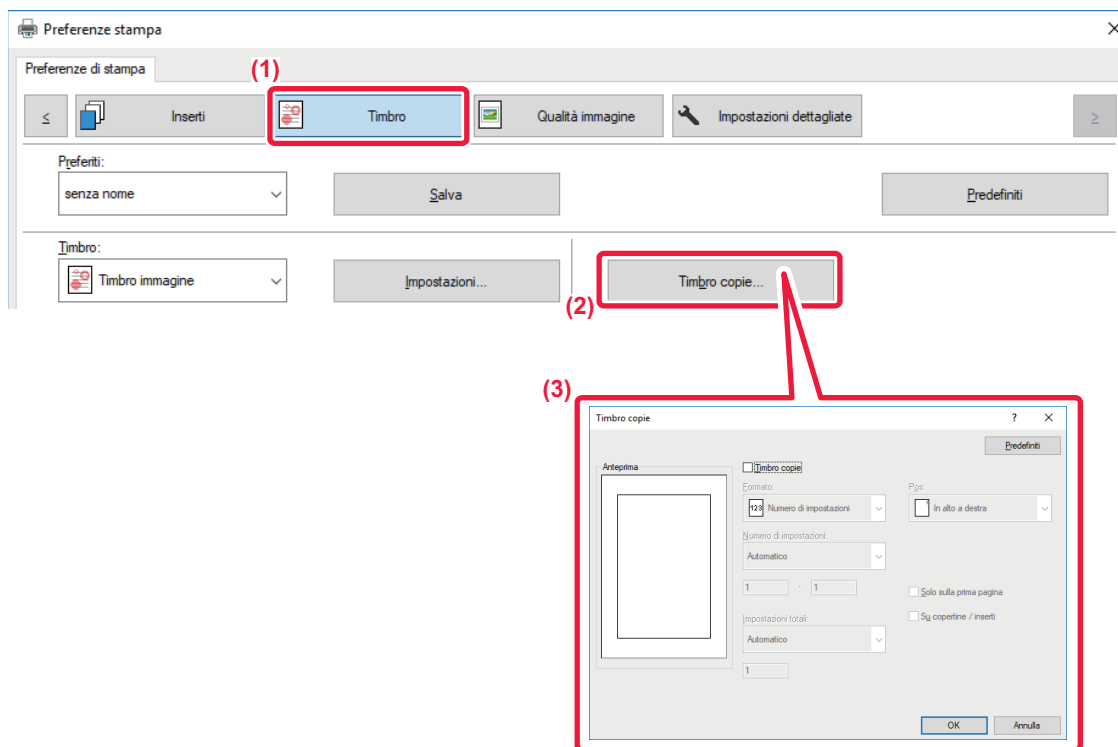 Preferenze stampa
Preferenze di stampa
(1)
< Inserti Timbro Qualità immagine Impostazioni dettagliate >
Preferiti:
senza nome Salva Predefiniti
Timbro:
Timbro immagine Impostazioni... Timbro copie...
(2)
(3)
Timbro copie ?
Predefiniti
Anteprima Timbro copie
Formato: Pos:
123 Numero di impostazioni 1 In alto a destra
Numero di impostazioni:
Automatico
1 - 1 Solo sulla prima pagina
Impostazioni totali: Su copertine / inserti
Automatico
1
OK Annulla